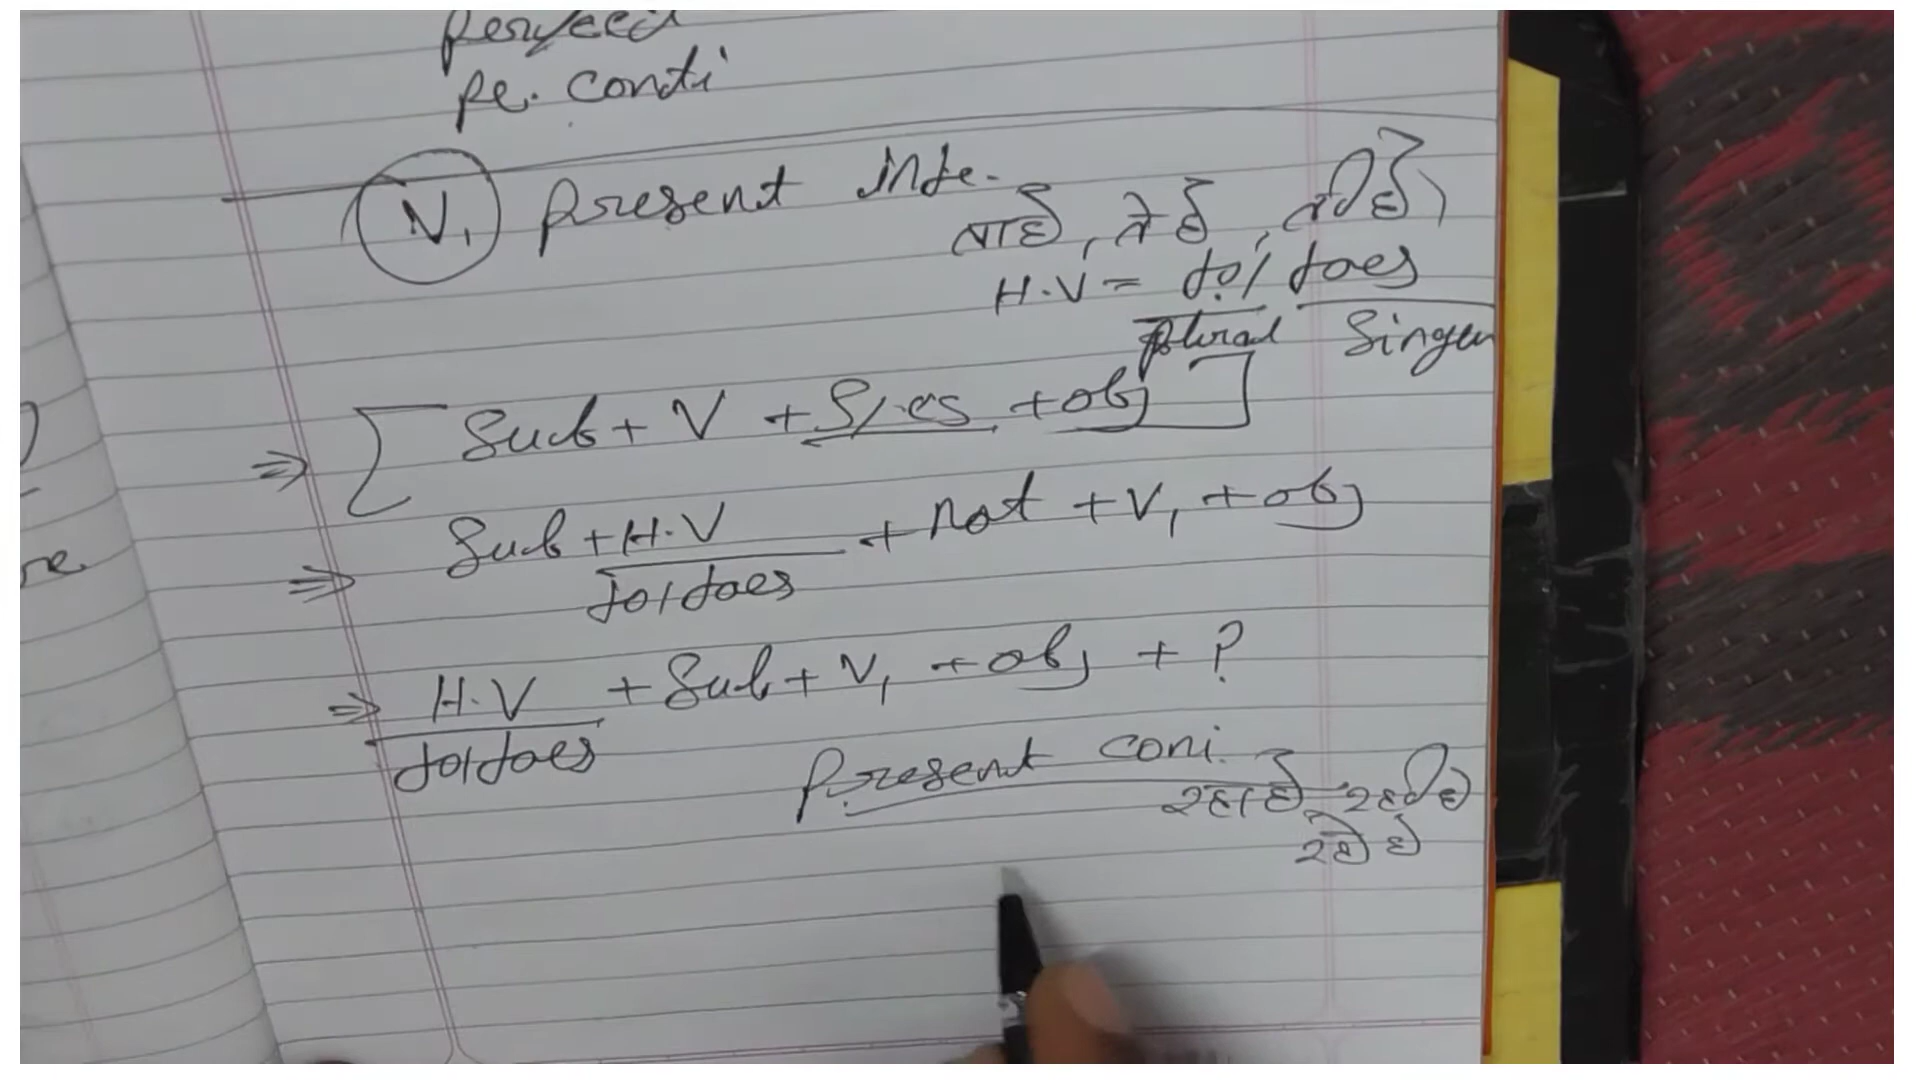 Perfect
Pe. conti
V₁ Present inde.
ता है, ते हैं, ती है,
H.V = do/does
Plural
[Sub + V + S/es + obj]
⇒ Sub + H.V + not + V₁ + obj
do/does
⇒ H.V + Sub + V₁ + obj + ?
do/does
Present coni.
रहा है, रही है
रहे है